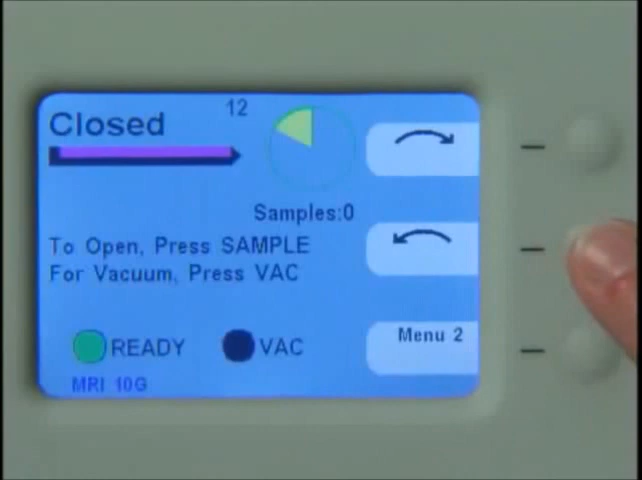 Closed
12
Samples:0
To Open, Press SAMPLE
For Vacuum, Press VAC
Menu 2
READY
VAC
MRI 10G